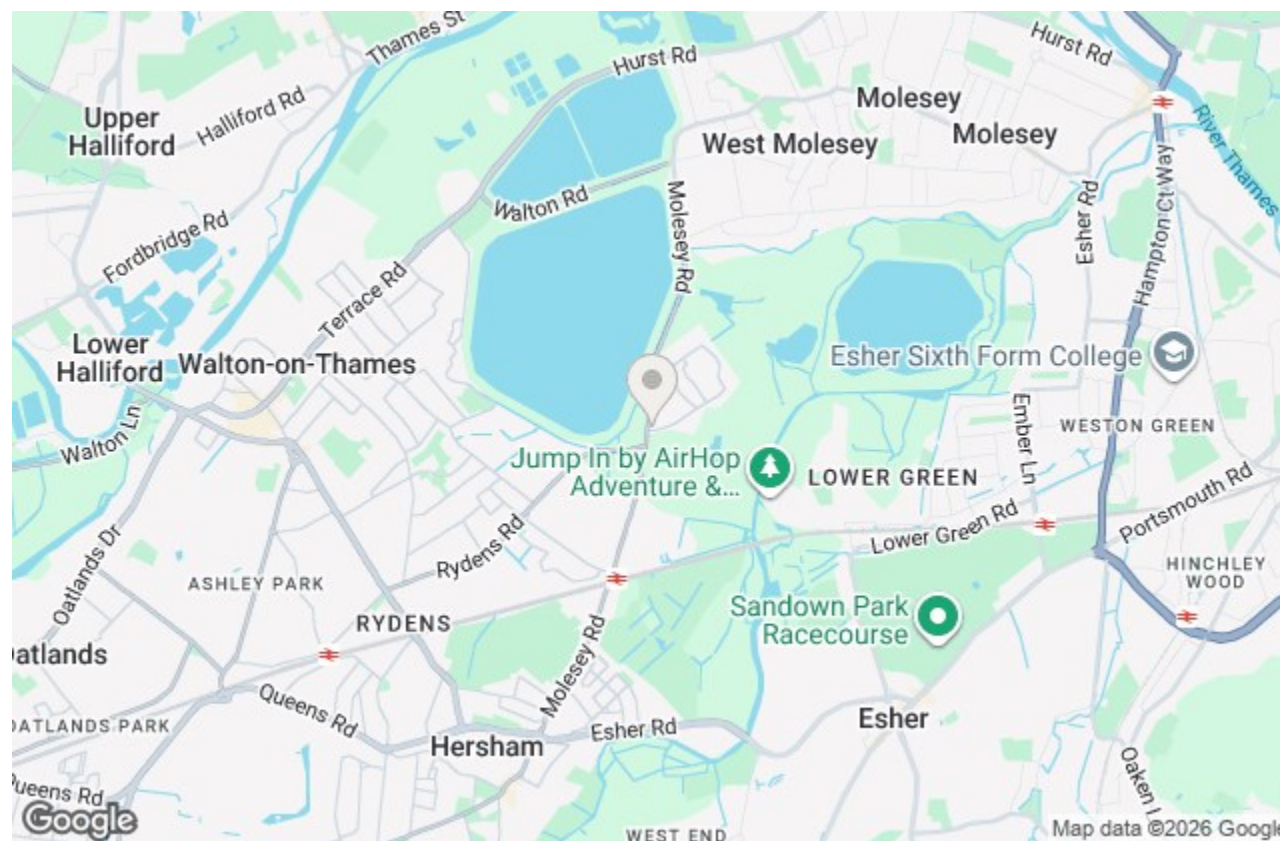 Thames St
Hurst Rd
Hurst Rd
Upper
Halliford
Halliford Rd
Molesey
West Molesey
Molesey
River Thames
Walton Rd
Molesey Rd
Esher Rd
Hampton Ct Way
Fordbridge Rd
Terrace Rd
Lower
Halliford
Walton-on-Thames
Esher Sixth Form College
Walton Ln
Ember Ln
WESTON GREEN
Jump In by AirHop
Adventure &...
LOWER GREEN
Portsmouth Rd
Lower Green Rd
Rydens Rd
Oatlands Dr
ASHLEY PARK
HINCHLEY
WOOD
RYDENS
Sandown Park
Racecourse
Molesey Rd
atlands
Queens Rd
OATLANDS PARK
Hersham
Esher Rd
Esher
Oaken L
Queens Rd
Google
WEST END
Map data ©2026 Google